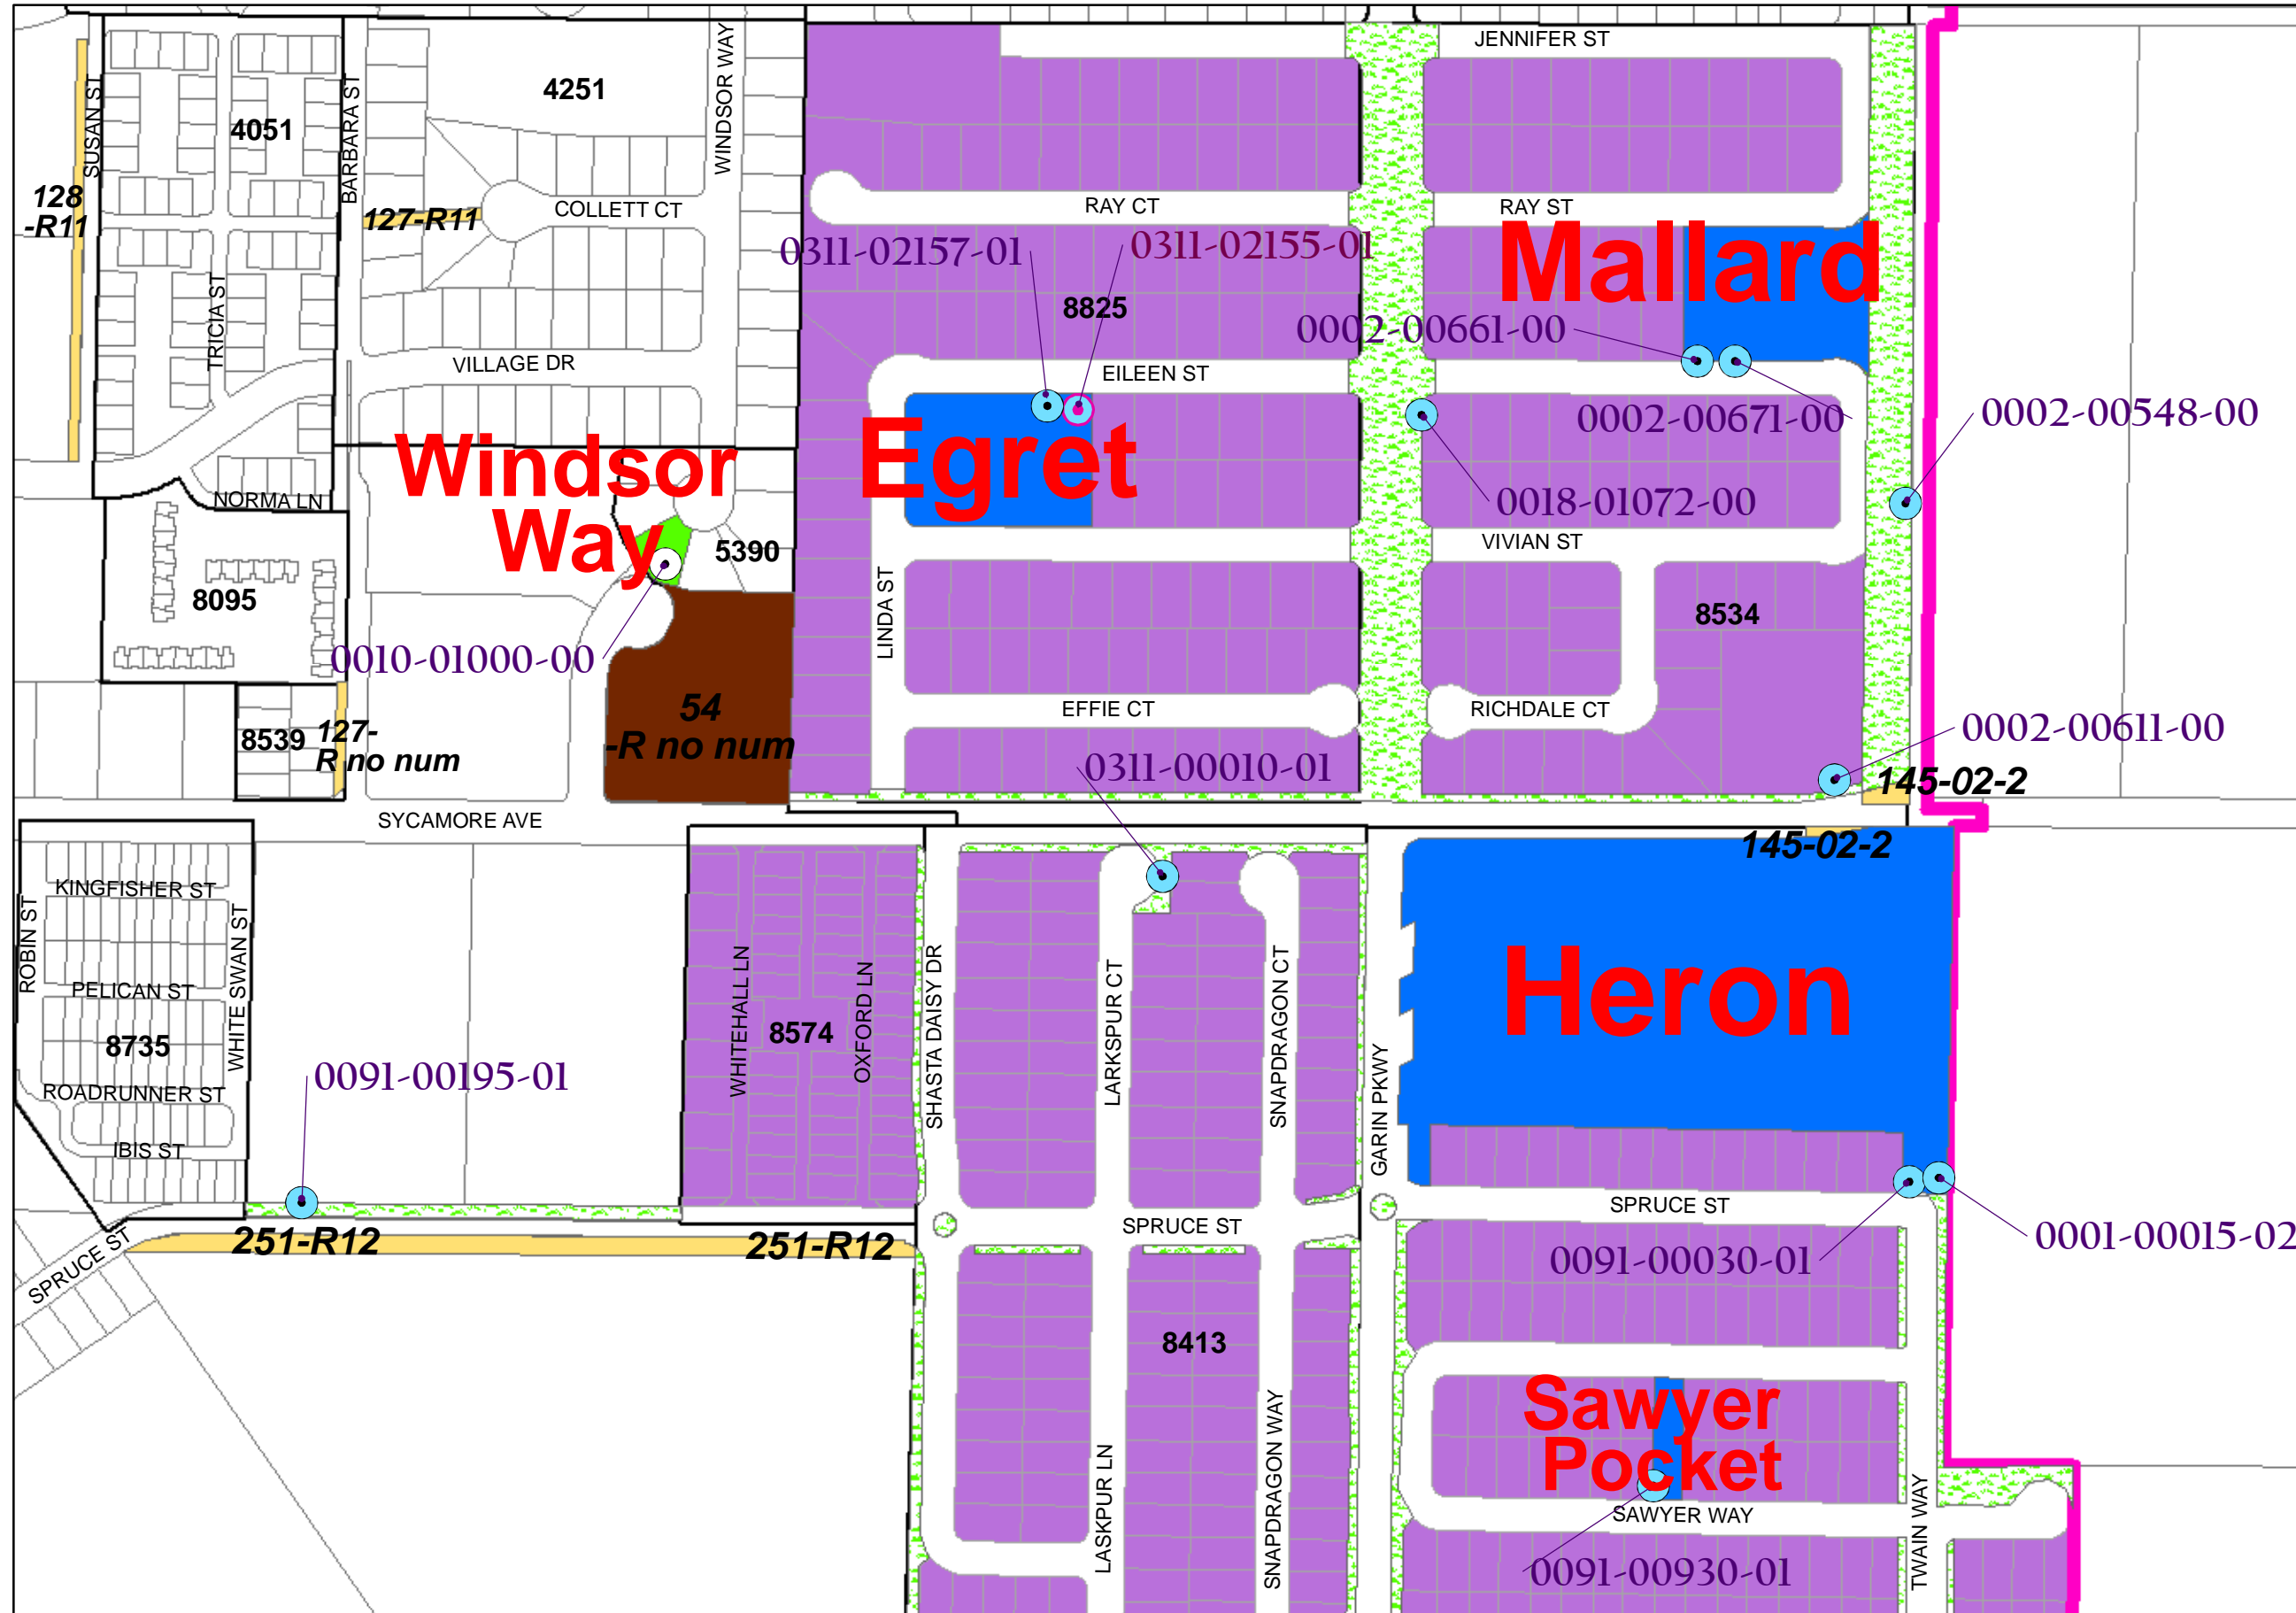 JENNIFER ST
WINDSOR WAY
4251
SUSAN ST
4051
BARBARA ST
128
-R11
127-R11
COLLETT CT
RAY CT
RAY ST
Mallard
0311-02157-01
0311-02155-01
8825
0002-00661-00
TRICIA ST
VILLAGE DR
EILEEN ST
0002-00671-00
0002-00548-00
Windsor
Way
Egret
NORMA LN
0018-01072-00
5390
VIVIAN ST
8095
LINDA ST
8534
0010-01000-00
54
-R no num
EFFIE CT
RICHDALE CT
8539
127-
R no num
0002-00611-00
0311-00010-01
145-02-2
SYCAMORE AVE
145-02-2
KINGFISHER ST
ROBIN ST
WHITE SWAN ST
PELICAN ST
8735
ROADRUNNER ST
IBIS ST
0091-00195-01
WHITEHALL LN
8574
OXFORD LN
SHASTA DAISY DR
LARKSPUR CT
SNAPDRAGON CT
GARIN PKWY
Heron
SPRUCE ST
251-R12
251-R12
SPRUCE ST
SPRUCE ST
0091-00030-01
0001-00015-02
8413
LASKPUR LN
SNAPDRAGON WAY
Sawyer
Pocket
SAWYER WAY
TWAIN WAY
0091-00930-01